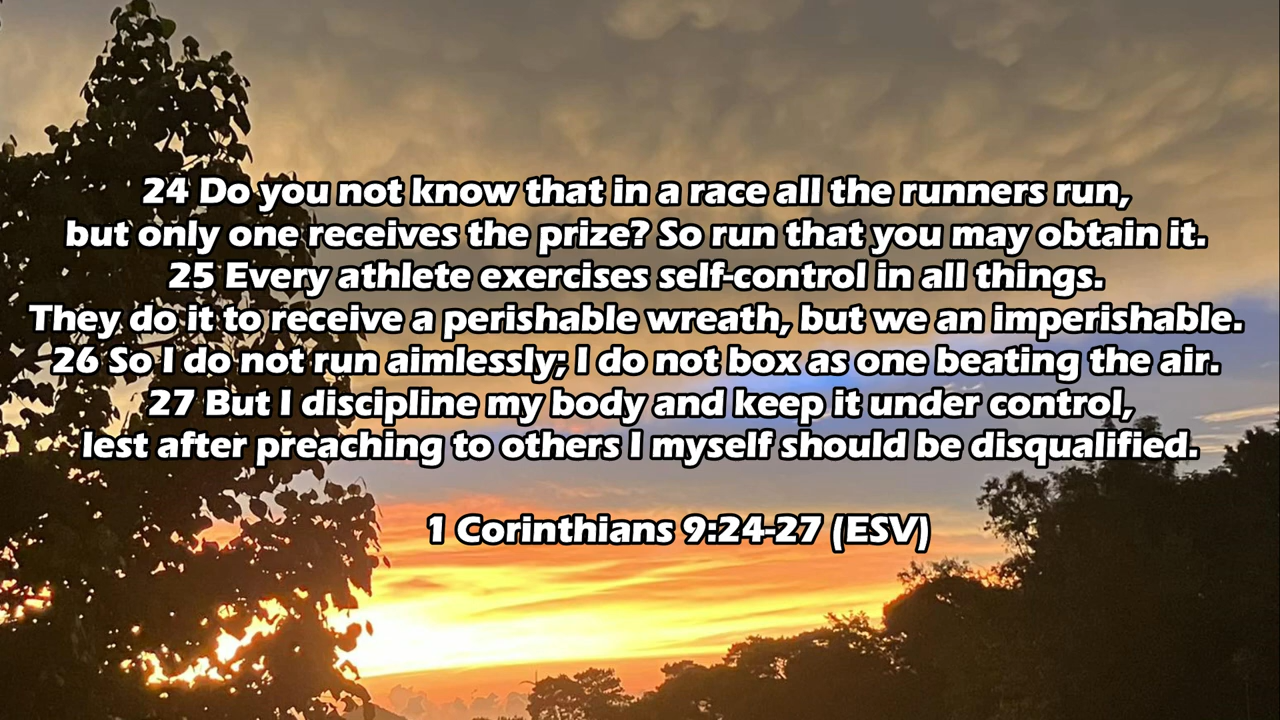 24 Do you not know that in a race all the runners run,
but only one receives the prize? So run that you may obtain it.
25 Every athlete exercises self-control in all things.
They do it to receive a perishable wreath, but we an imperishable.
26 So I do not run aimlessly; I do not box as one beating the air.
27 But I discipline my body and keep it under control,
lest after preaching to others I myself should be disqualified.
1 Corinthians 9:24-27 (ESV)